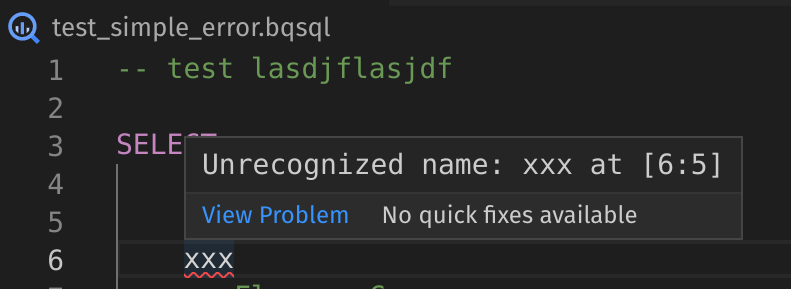 test_simple_error.bqsql
1 -- test lasdjflasjdf
2
3 SELECT
Unrecognized name: xxx at [6:5]
4
View Problem No quick fixes available
5
6 xxx